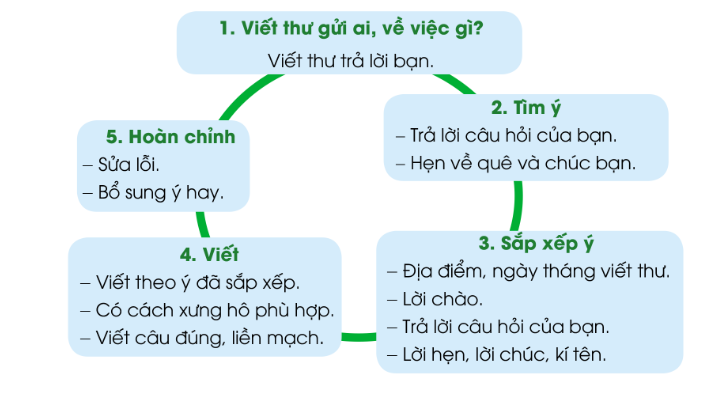 1. Viết thư gửi ai, về việc gì?
Viết thư trả lời bạn.
2. Tìm ý
– Trả lời câu hỏi của bạn.
– Hẹn về quê và chúc bạn.
3. Sắp xếp ý
– Địa điểm, ngày tháng viết thư.
– Lời chào.
– Trả lời câu hỏi của bạn.
– Lời hẹn, lời chúc, kí tên.
4. Viết
– Viết theo ý đã sắp xếp.
– Có cách xưng hô phù hợp.
– Viết câu đúng, liền mạch.
5. Hoàn chỉnh
– Sửa lỗi.
– Bổ sung ý hay.